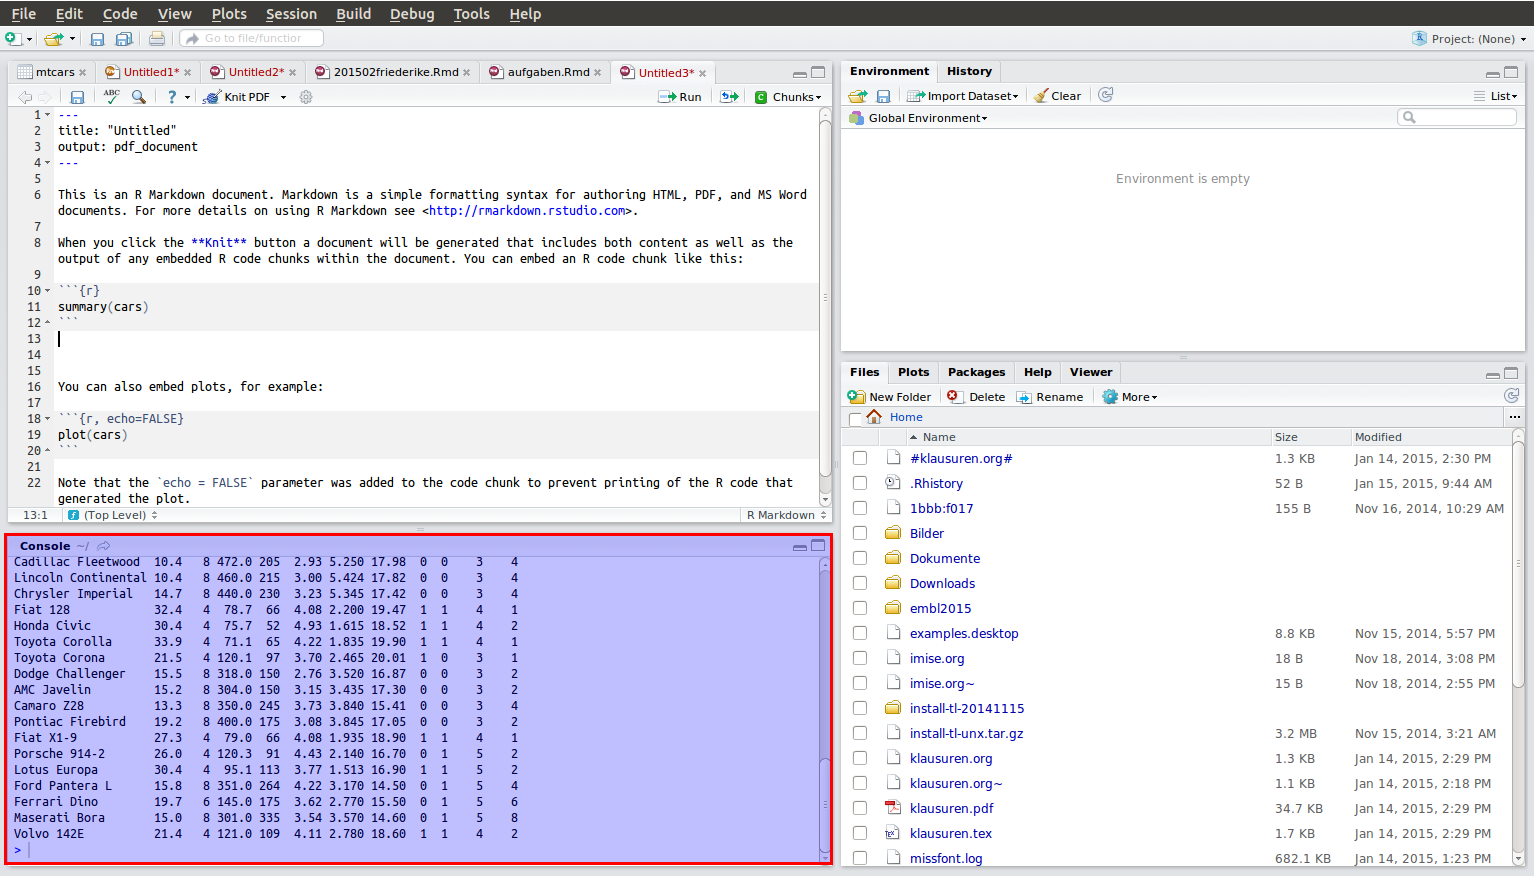 File Edit Code View Plots Session Build Debug Tools Help
Go to file/function
Project: (None)
mtcars Untitled1* Untitled2* 201502friederike.Rmd aufgaben.Rmd Untitled3*
ABC ? Knit PDF Run Chunks
1 ---
2 title: "Untitled"
3 output: pdf_document
4 ---
5
6 This is an R Markdown document. Markdown is a simple formatting syntax for authoring HTML, PDF, and MS Word
documents. For more details on using R Markdown see <http://rmarkdown.rstudio.com>.
7
8 When you click the **Knit** button a document will be generated that includes both content as well as the
output of any embedded R code chunks within the document. You can embed an R code chunk like this:
9
10 ```{r}
11 summary(cars)
12 ```
13
14
15
16 You can also embed plots, for example:
17
18 ```{r, echo=FALSE}
19 plot(cars)
20 ```
21
22 Note that the `echo = FALSE` parameter was added to the code chunk to prevent printing of the R code that
generated the plot.
13:1 (Top Level) R Markdown
Console ~/
Cadillac Fleetwood 10.4 8 472.0 205 2.93 5.250 17.98 0 0 3 4
Lincoln Continental 10.4 8 460.0 215 3.00 5.424 17.82 0 0 3 4
Chrysler Imperial 14.7 8 440.0 230 3.23 5.345 17.42 0 0 3 4
Fiat 128 32.4 4 78.7 66 4.08 2.200 19.47 1 1 4 1
Honda Civic 30.4 4 75.7 52 4.93 1.615 18.52 1 1 4 2
Toyota Corolla 33.9 4 71.1 65 4.22 1.835 19.90 1 1 4 1
Toyota Corona 21.5 4 120.1 97 3.70 2.465 20.01 1 0 3 1
Dodge Challenger 15.5 8 318.0 150 2.76 3.520 16.87 0 0 3 2
AMC Javelin 15.2 8 304.0 150 3.15 3.435 17.30 0 0 3 2
Camaro Z28 13.3 8 350.0 245 3.73 3.840 15.41 0 0 3 4
Pontiac Firebird 19.2 8 400.0 175 3.08 3.845 17.05 0 0 3 2
Fiat X1-9 27.3 4 79.0 66 4.08 1.935 18.90 1 1 4 1
Porsche 914-2 26.0 4 120.3 91 4.43 2.140 16.70 0 1 5 2
Lotus Europa 30.4 4 95.1 113 3.77 1.513 16.90 1 1 5 2
Ford Pantera L 15.8 8 351.0 264 4.22 3.170 14.50 0 1 5 4
Ferrari Dino 19.7 6 145.0 175 3.62 2.770 15.50 0 1 5 6
Maserati Bora 15.0 8 301.0 335 3.54 3.570 14.60 0 1 5 8
Volvo 142E 21.4 4 121.0 109 4.11 2.780 18.60 1 1 4 2
>
Environment History
Import Dataset Clear List
Global Environment
Environment is empty
Files Plots Packages Help Viewer
New Folder Delete Rename More
Home ...
Name Size Modified
#klausuren.org# 1.3 KB Jan 14, 2015, 2:30 PM
.Rhistory 52 B Jan 15, 2015, 9:44 AM
1bbb:f017 155 B Nov 16, 2014, 10:29 AM
Bilder
Dokumente
Downloads
embl2015
examples.desktop 8.8 KB Nov 15, 2014, 5:57 PM
imise.org 18 B Nov 18, 2014, 3:08 PM
imise.org~ 15 B Nov 18, 2014, 2:55 PM
install-tl-20141115
install-tl-unx.tar.gz 3.2 MB Nov 15, 2014, 3:21 AM
klausuren.org 1.3 KB Jan 14, 2015, 2:29 PM
klausuren.org~ 1.1 KB Jan 14, 2015, 2:18 PM
klausuren.pdf 34.7 KB Jan 14, 2015, 2:29 PM
klausuren.tex 1.7 KB Jan 14, 2015, 2:29 PM
missfont.log 682.1 KB Jan 14, 2015, 1:23 PM